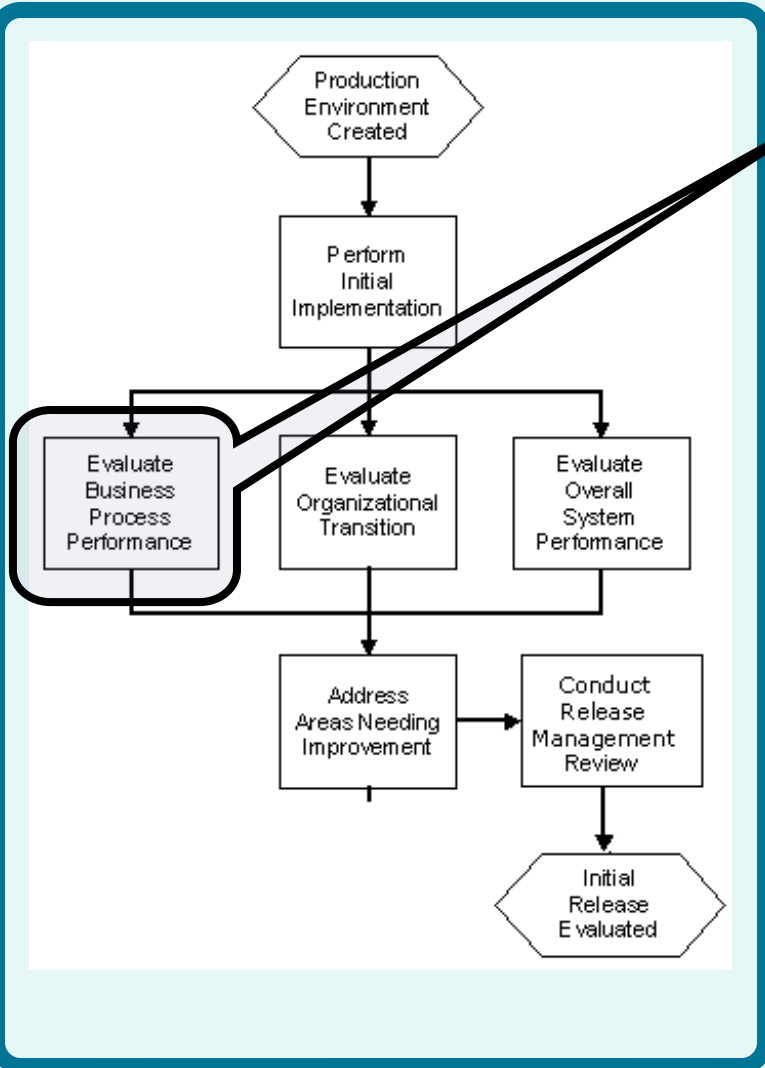 Production
Environment
Created
Perform
Initial
Implementation
Evaluate
Business
Process
Performance
Evaluate
Organizational
Transition
Evaluate
Overall
System
Performance
Address
Areas Needing
Improvement
Conduct
Release
Management
Review
Initial
Release
Evaluated